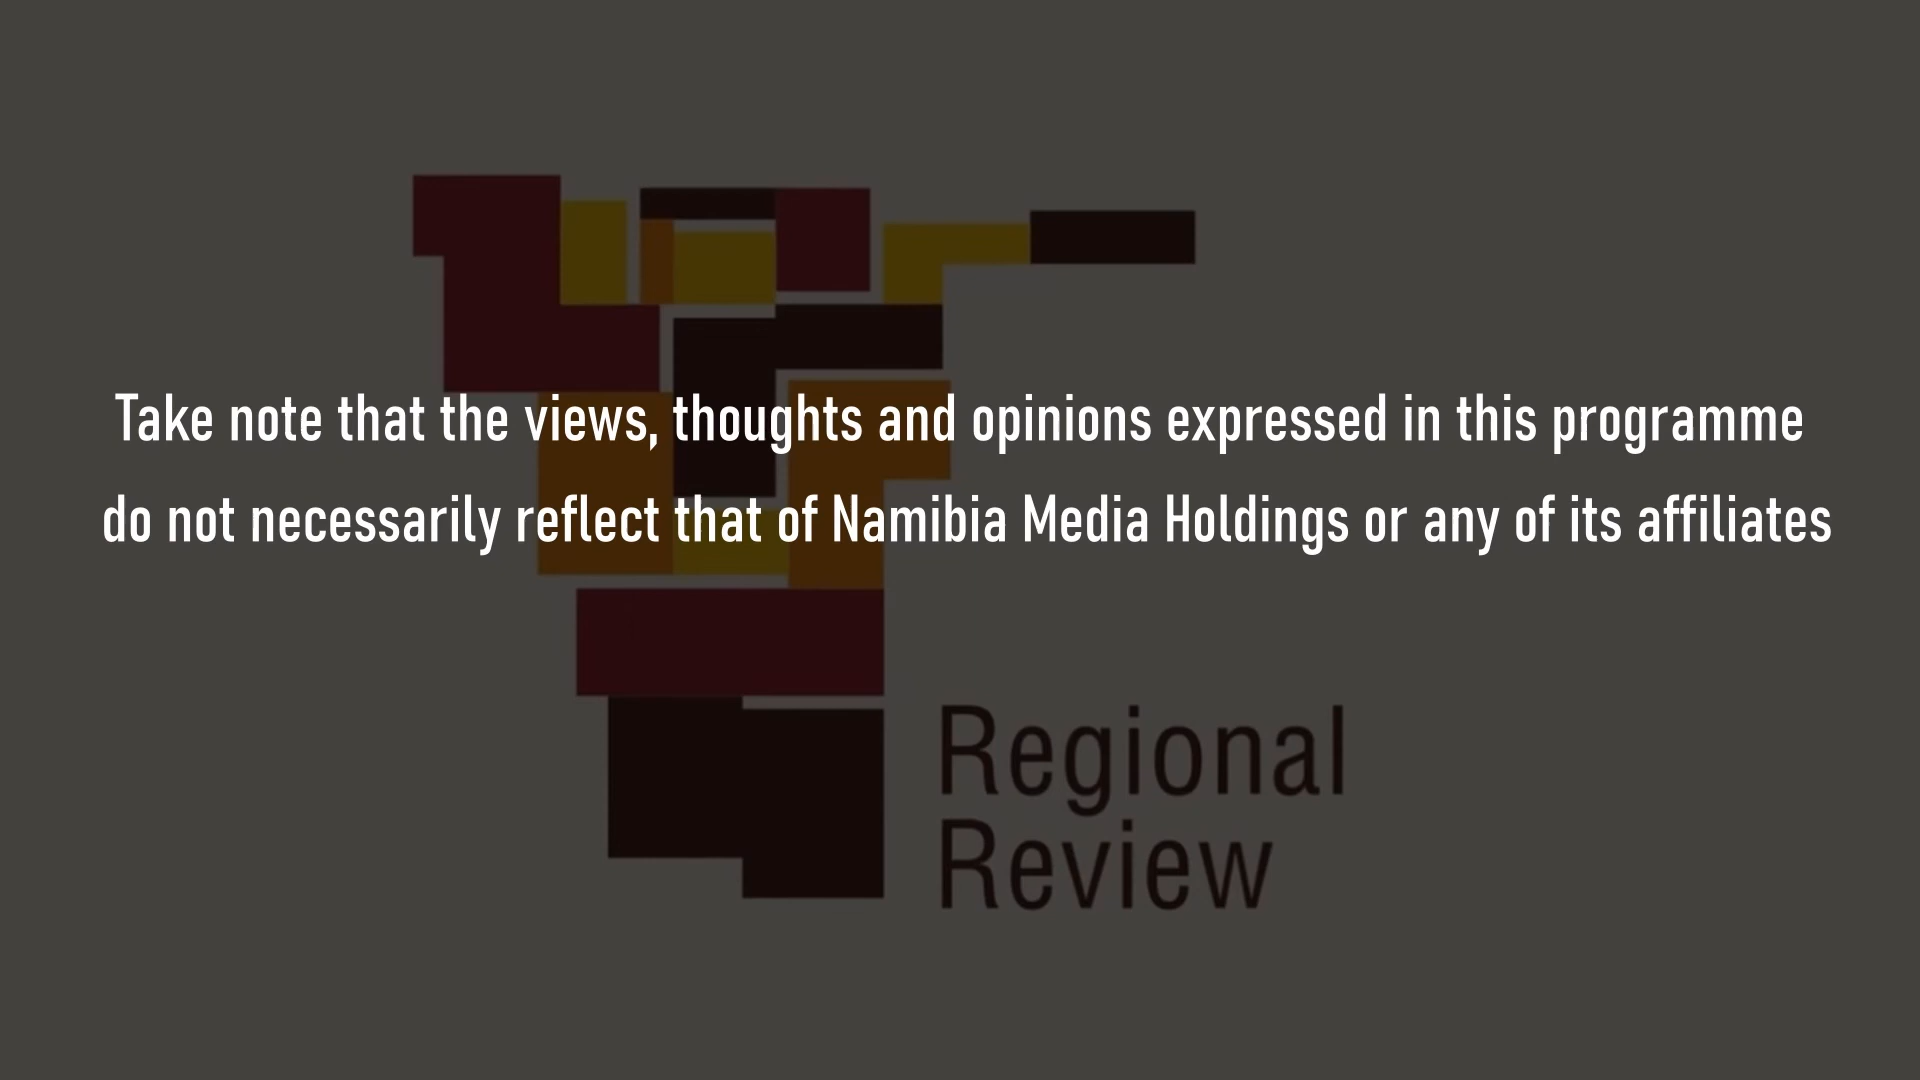 Take note that the views, thoughts and opinions expressed in this programme
do not necessarily reflect that of Namibia Media Holdings or any of its affiliates
Regional
Review